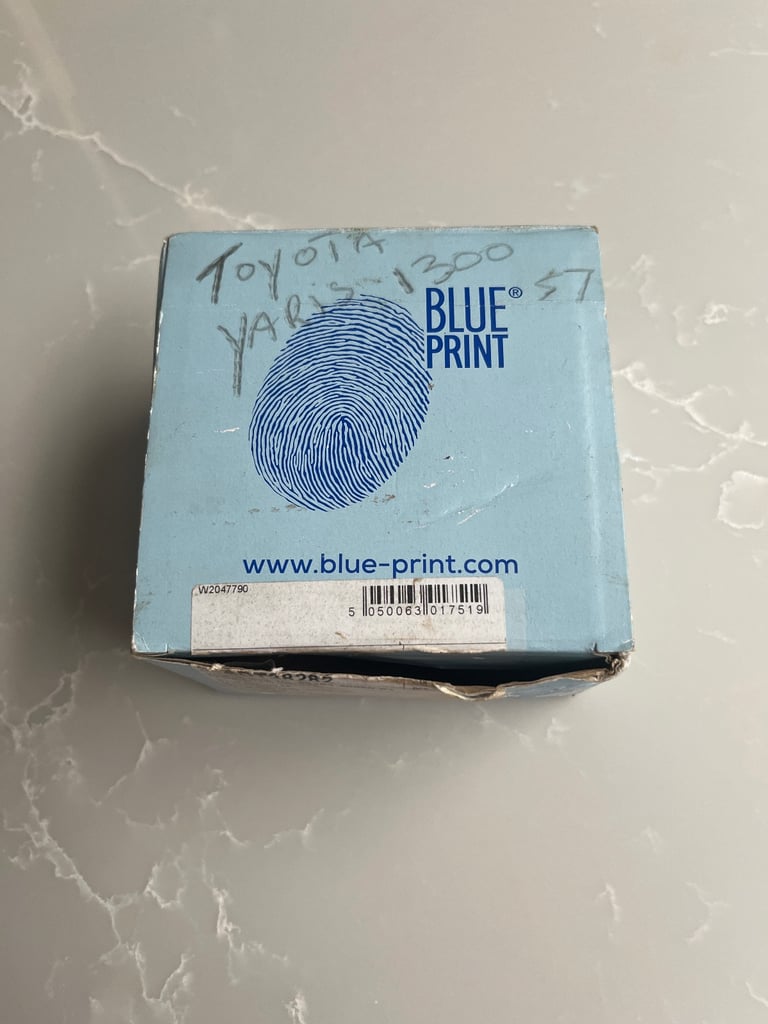 TOYOTA
YARIS-1300 57
BLUE®
PRINT
www.blue-print.com
W2047790
5 050063 017519